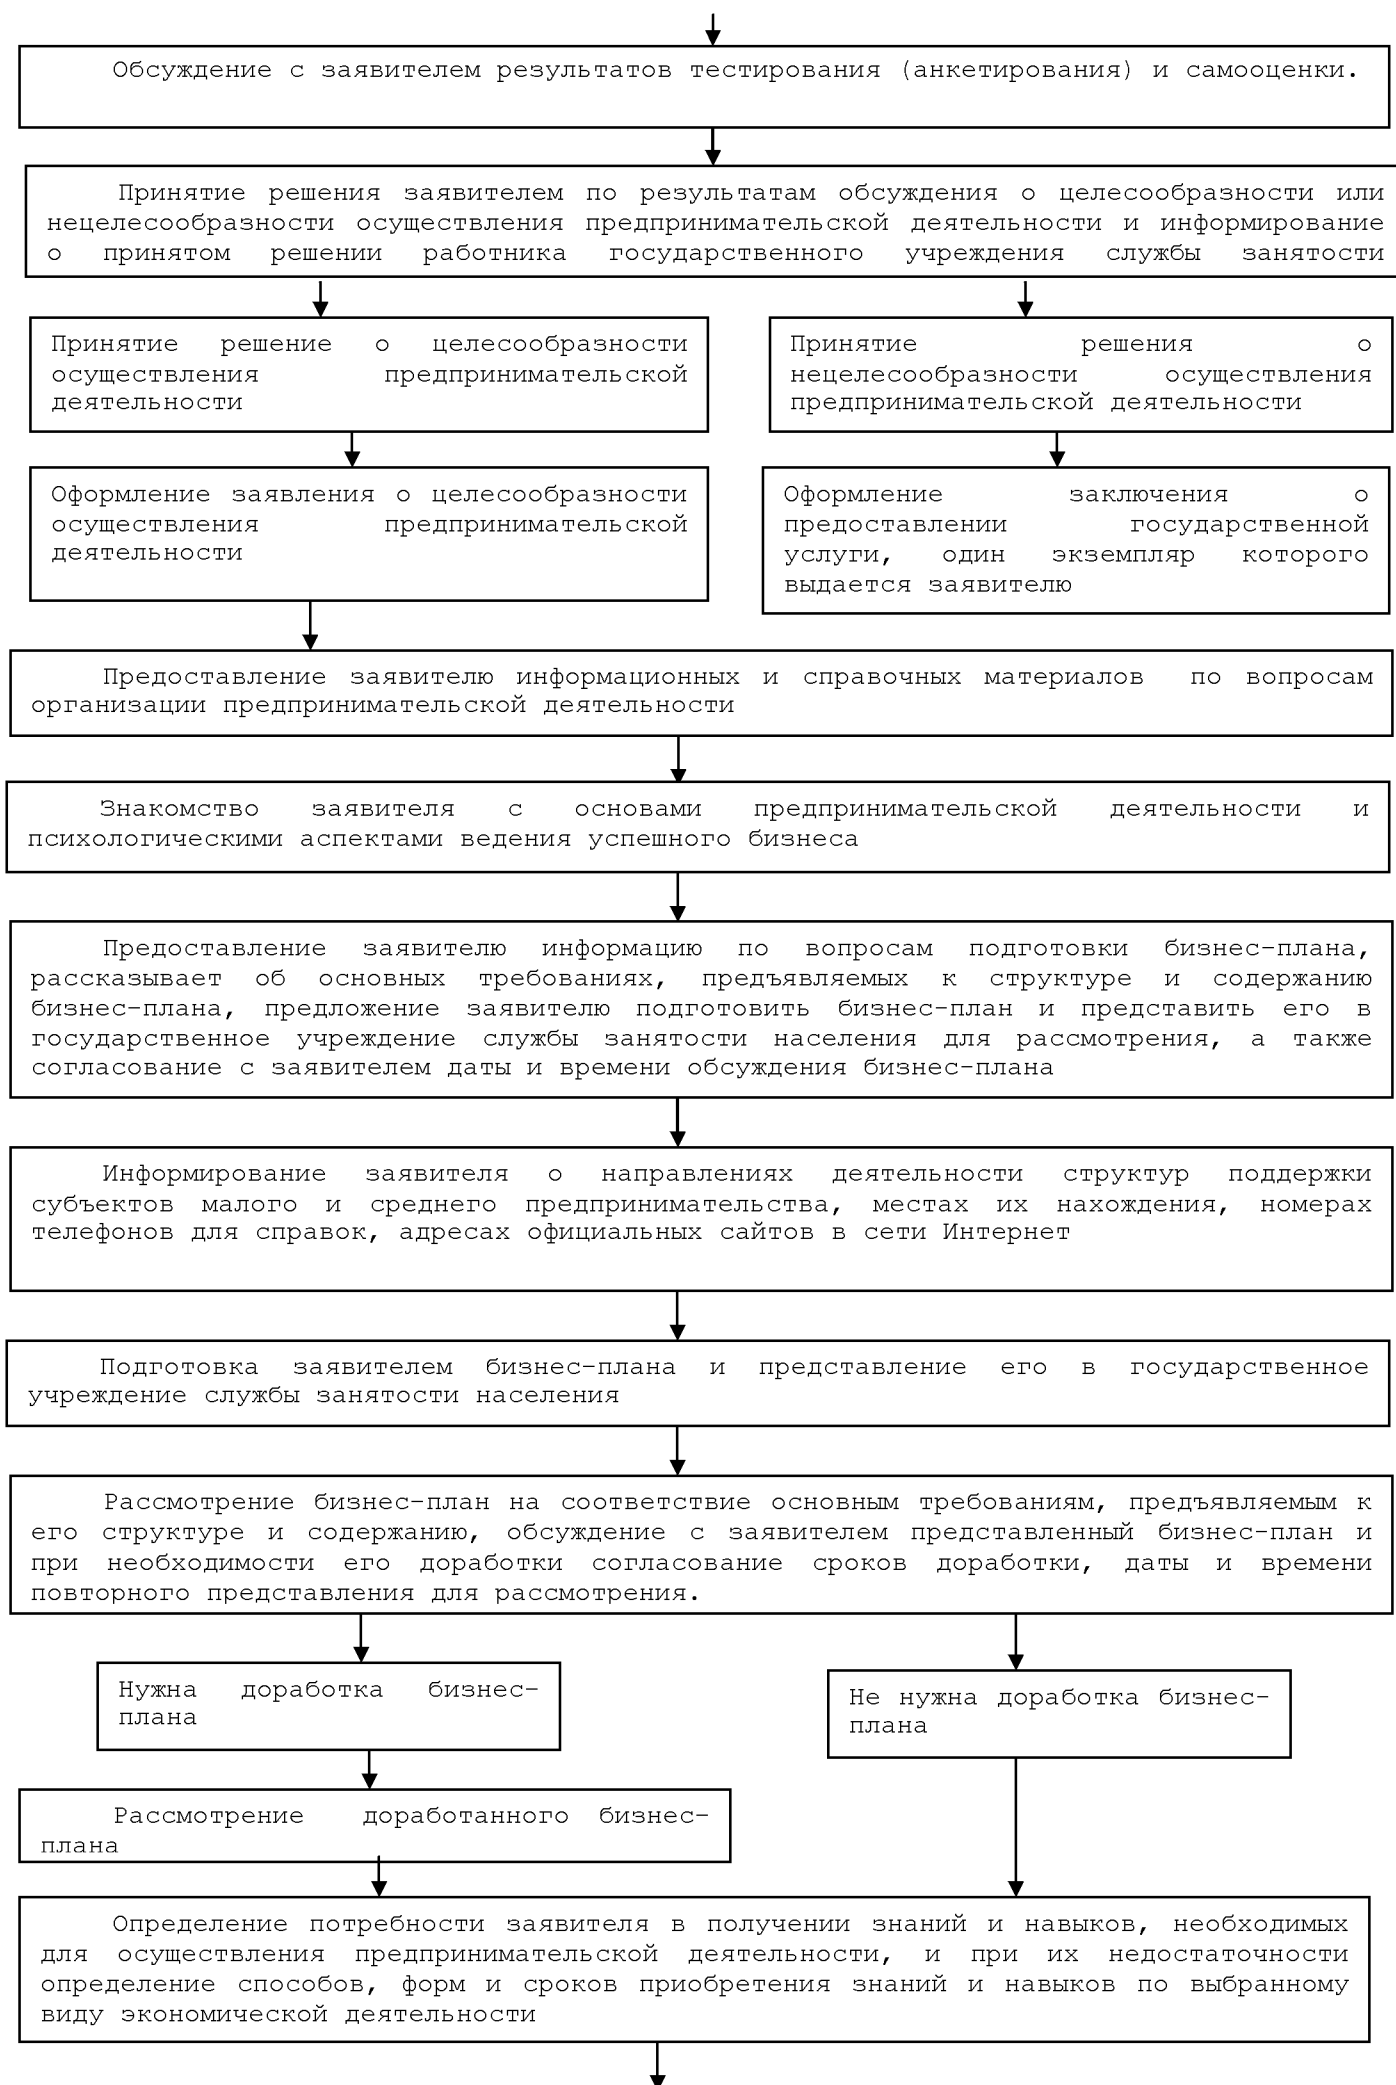 Обсуждение с заявителем результатов тестирования (анкетирования) и самооценки.
Принятие решения заявителем по результатам обсуждения о целесообразности или
нецелесообразности осуществления предпринимательской деятельности и информирование
о принятом решении работника государственного учреждения службы занятости
Принятие решение о целесообразности
осуществления предпринимательской
деятельности
Принятие решения о
нецелесообразности осуществления
предпринимательской деятельности
Оформление заявления о целесообразности
осуществления предпринимательской
деятельности
Оформление заключения о
предоставлении государственной
услуги, один экземпляр которого
выдается заявителю
Предоставление заявителю информационных и справочных материалов по вопросам
организации предпринимательской деятельности
Знакомство заявителя с основами предпринимательской деятельности и
психологическими аспектами ведения успешного бизнеса
Предоставление заявителю информацию по вопросам подготовки бизнес-плана,
рассказывает об основных требованиях, предъявляемых к структуре и содержанию
бизнес-плана, предложение заявителю подготовить бизнес-план и представить его в
государственное учреждение службы занятости населения для рассмотрения, а также
согласование с заявителем даты и времени обсуждения бизнес-плана
Информирование заявителя о направлениях деятельности структур поддержки
субъектов малого и среднего предпринимательства, местах их нахождения, номерах
телефонов для справок, адресах официальных сайтов в сети Интернет
Подготовка заявителем бизнес-плана и представление его в государственное
учреждение службы занятости населения
Рассмотрение бизнес-план на соответствие основным требованиям, предъявляемым к
его структуре и содержанию, обсуждение с заявителем представленный бизнес-план и
при необходимости его доработки согласование сроков доработки, даты и времени
повторного представления для рассмотрения.
Нужна доработка бизнес-
плана
Не нужна доработка бизнес-
плана
Рассмотрение доработанного бизнес-
плана
Определение потребности заявителя в получении знаний и навыков, необходимых
для осуществления предпринимательской деятельности, и при их недостаточности
определение способов, форм и сроков приобретения знаний и навыков по выбранному
виду экономической деятельности